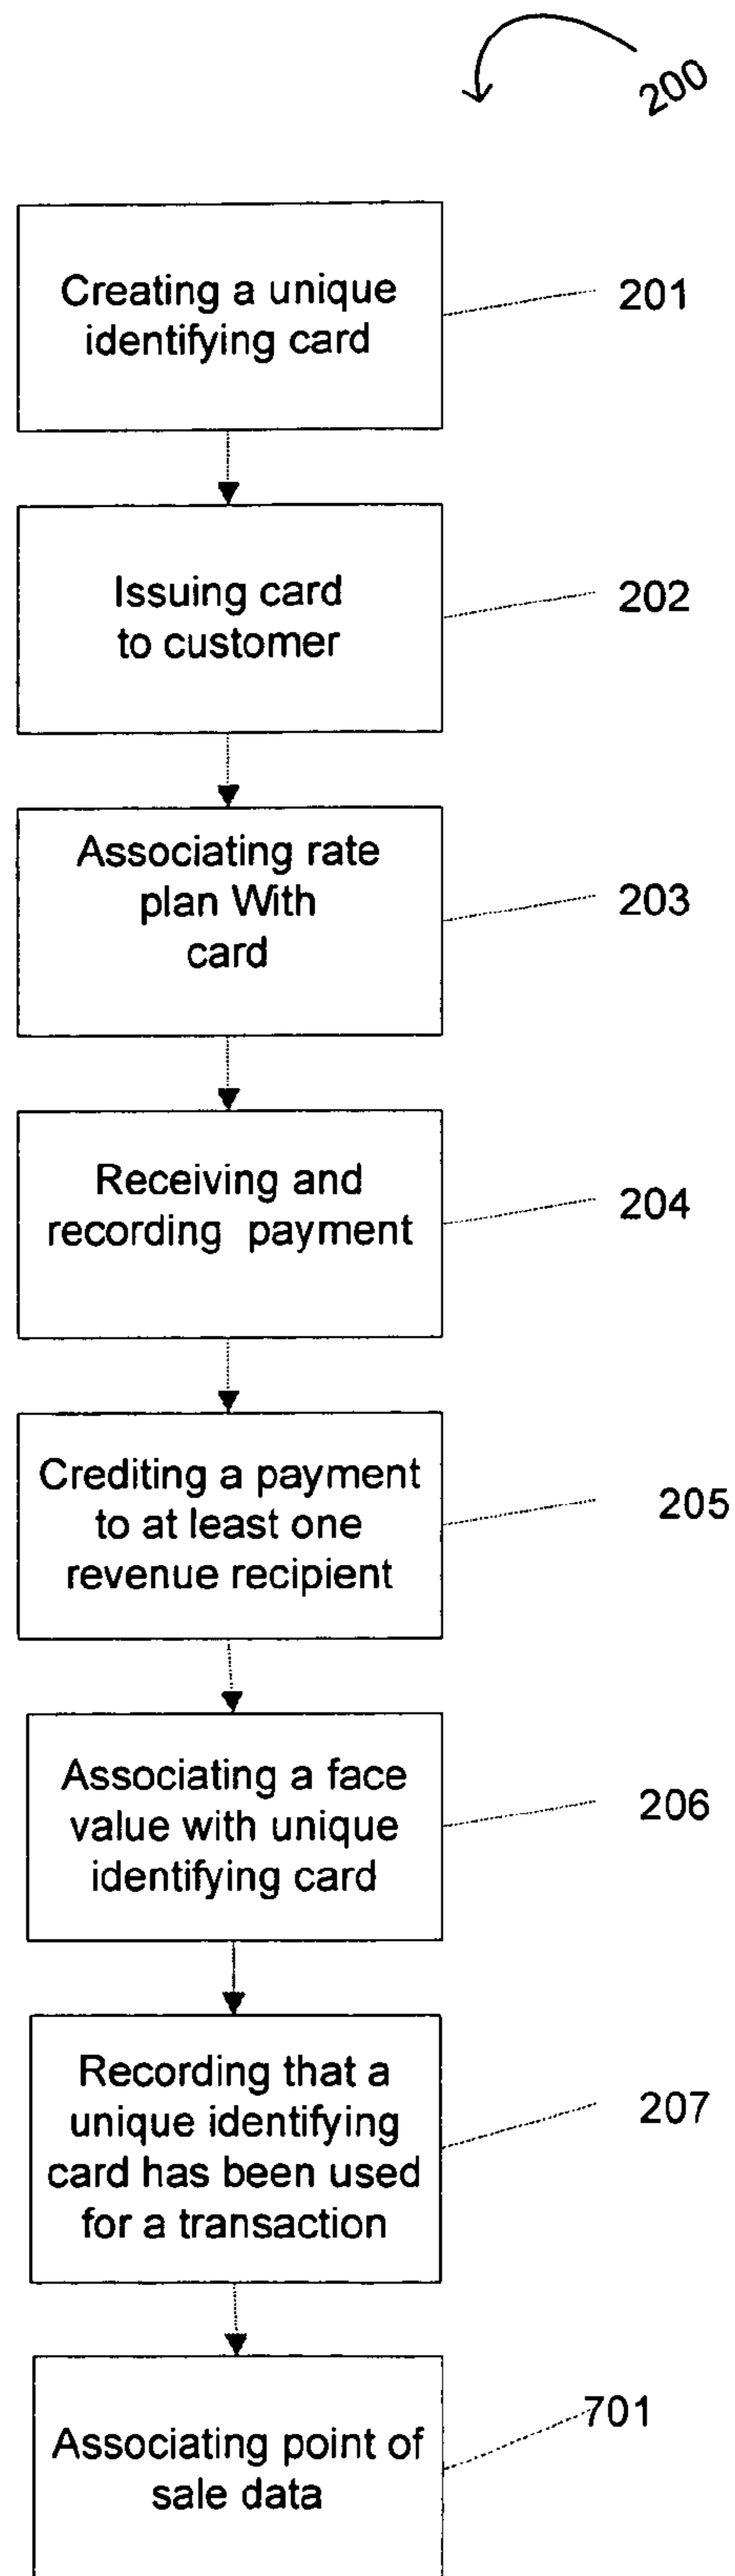 200
Creating a unique
identifying card
201
Issuing card
to customer
202
Associating rate
plan With
card
203
Receiving and
recording payment
204
Crediting a payment
to at least one
revenue recipient
205
Associating a face
value with unique
identifying card
206
Recording that a
unique identifying
card has been used
for a transaction
207
Associating point of
sale data
701